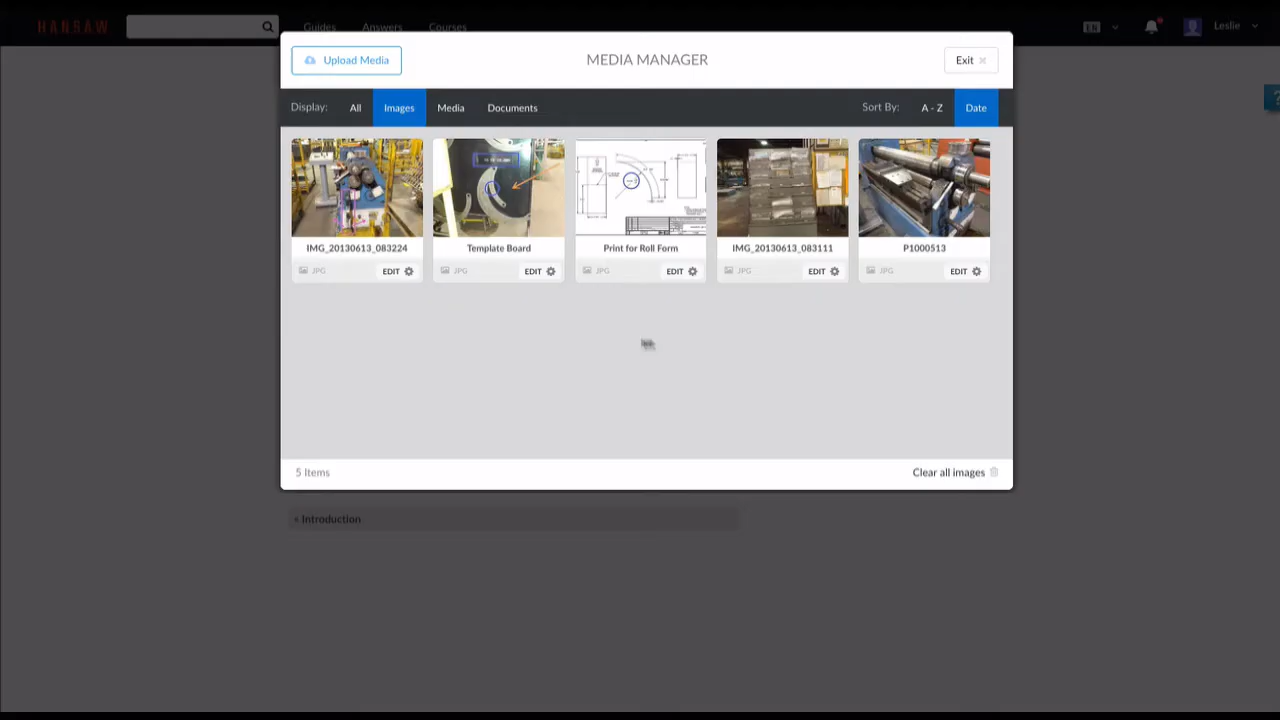 HANSAW
Guides
Answers
Courses
EN
Leslie
Upload Media
MEDIA MANAGER
Exit
Display:
All
Images
Media
Documents
Sort By:
A - Z
Date
IMG_20130613_083224
Template Board
Print for Roll Form
IMG_20130613_083111
P1000513
JPG
EDIT
JPG
EDIT
JPG
EDIT
JPG
EDIT
JPG
EDIT
5 Items
Clear all images
« Introduction